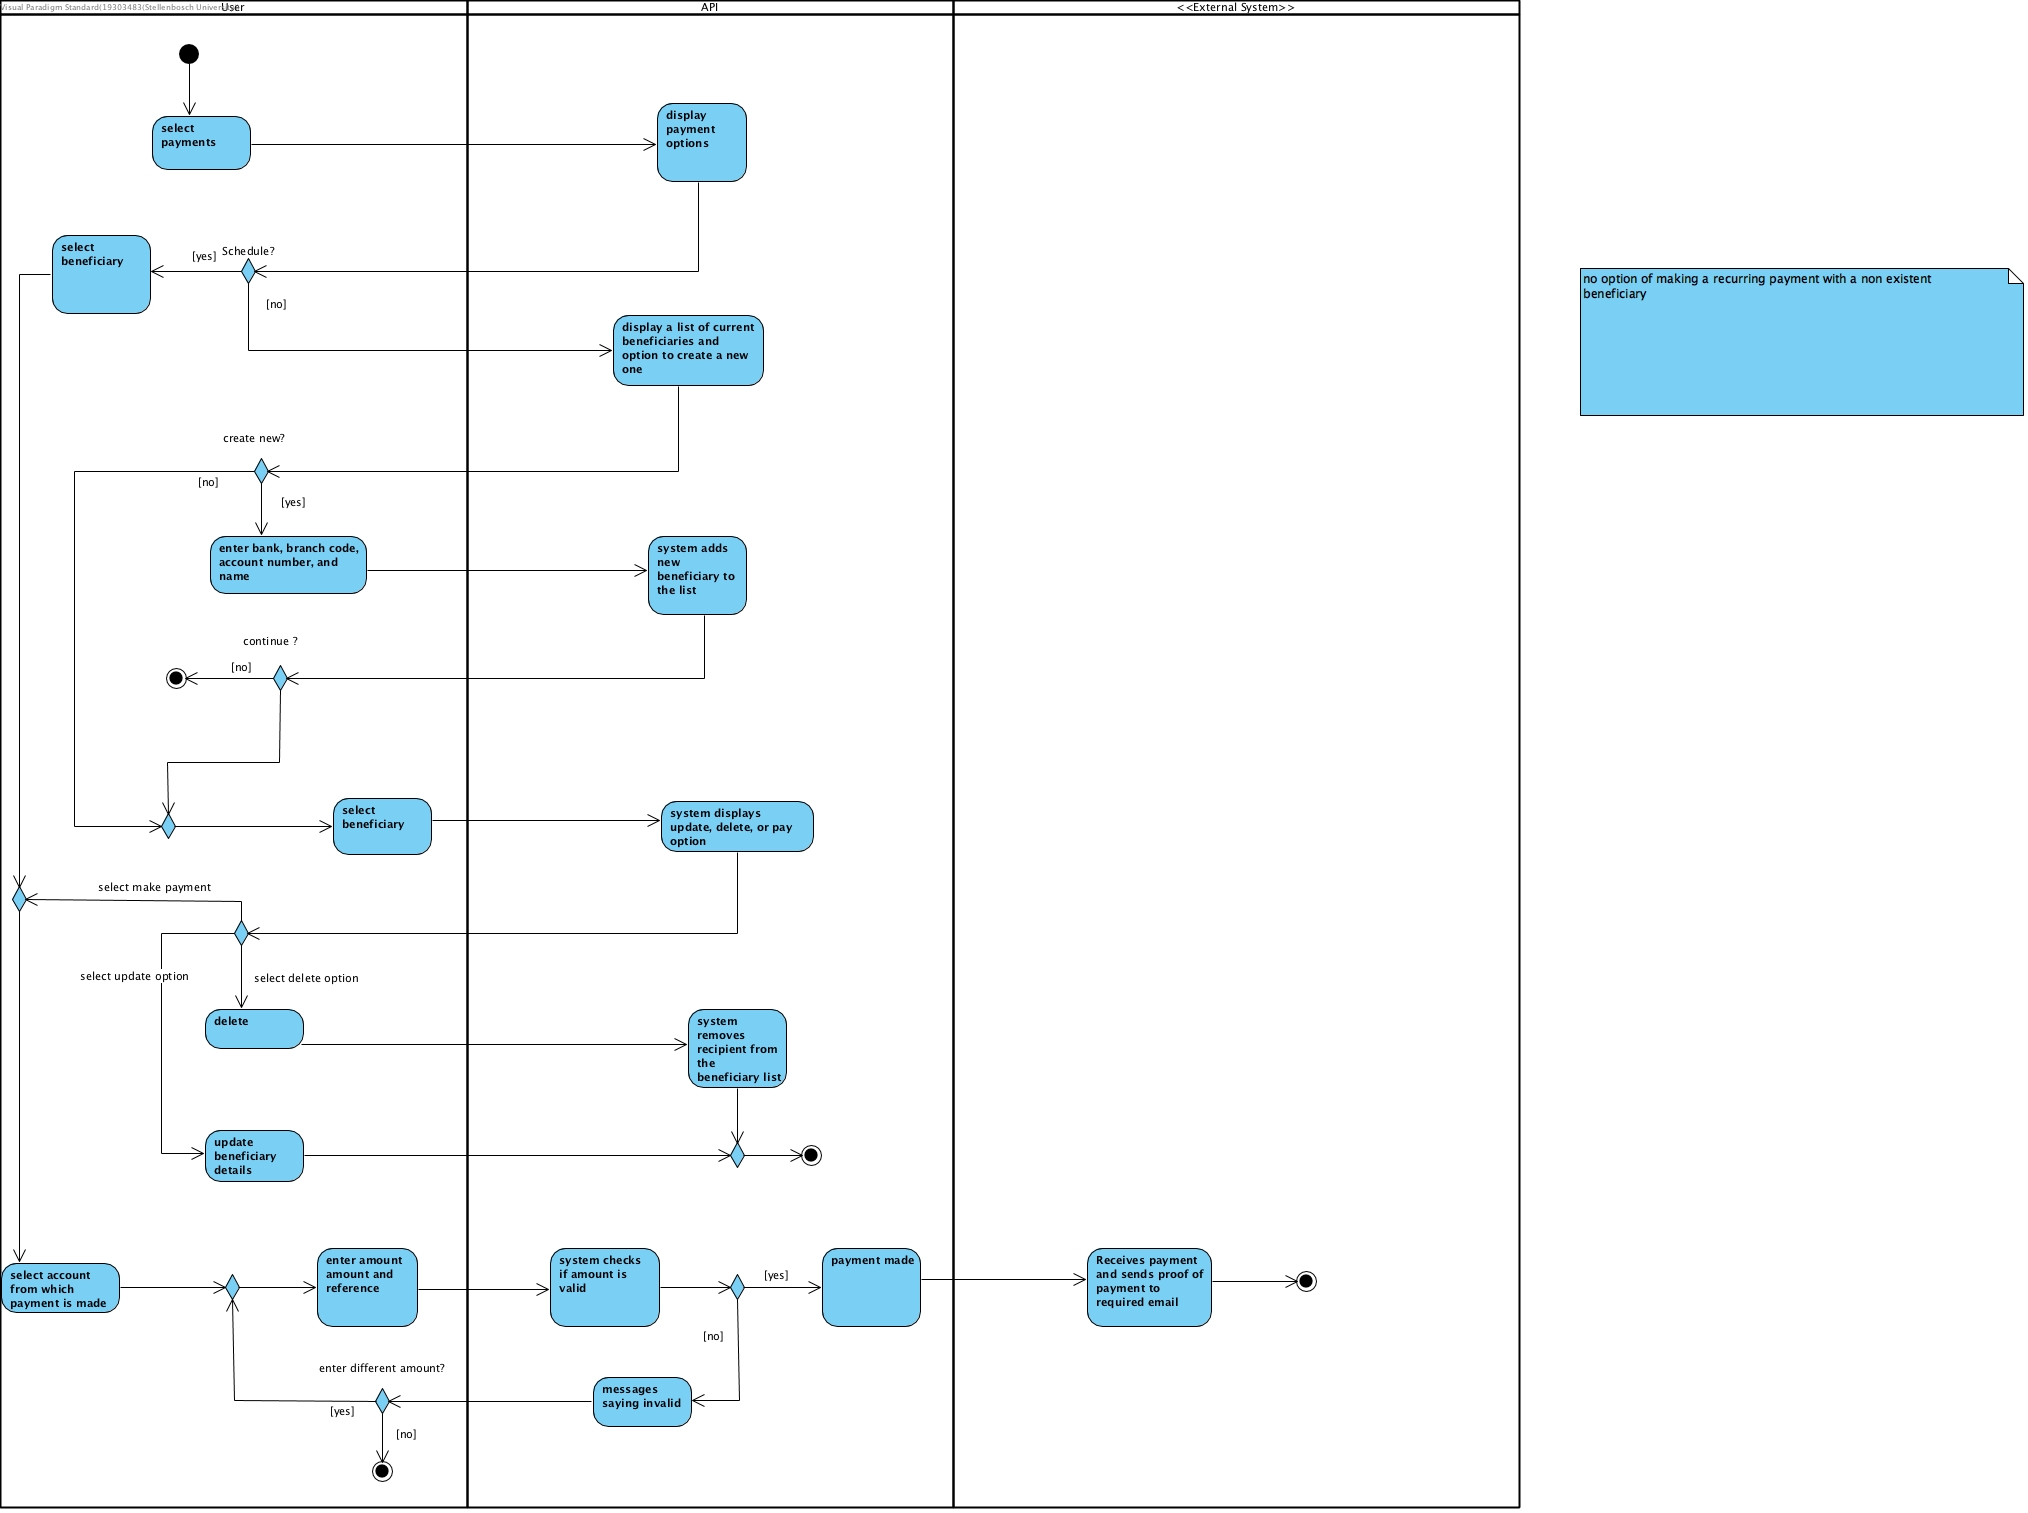 Visual Paradigm Standard(19303483(Stellenbosch Univer
User
API
<<External System>>
select
payments
display
payment
options
select
beneficiary
[yes]
Schedule?
[no]
no option of making a recurring payment with a non existent
beneficiary
display a list of current
beneficiaries and
option to create a new
one
create new?
[no]
[yes]
enter bank, branch code,
account number, and
name
system adds
new
beneficiary to
the list
continue ?
[no]
select
beneficiary
system displays
update, delete, or pay
option
select make payment
select update option
select delete option
delete
system
removes
recipient from
the
beneficiary list
update
beneficiary
details
select account
from which
payment is made
enter amount
amount and
reference
system checks
if amount is
valid
[yes]
payment made
Receives payment
and sends proof of
payment to
required email
[no]
enter different amount?
messages
saying invalid
[yes]
[no]